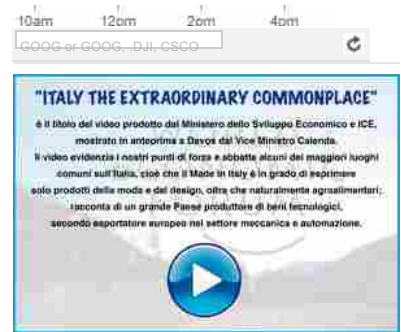 10am 12pm 2pm 4pm
GOOG or GOOG, .DJI, CSCO
"ITALY THE EXTRAORDINARY COMMONPLACE"
è il titolo del video prodotto dal Ministero dello Sviluppo Economico e ICE,
mostrato in anteprima a Davos dal Vice Ministro Calenda.
Il video evidenzia i nostri punti di forza e abbatte alcuni dei maggiori luoghi
comuni sull'Italia, cioè che il Made in Italy è in grado di esprimere
solo prodotti della moda e del design, oltre che naturalmente agroalimentari;
racconta di un grande Paese produttore di beni tecnologici,
secondo esportatore europeo nel settore meccanica e automazione.